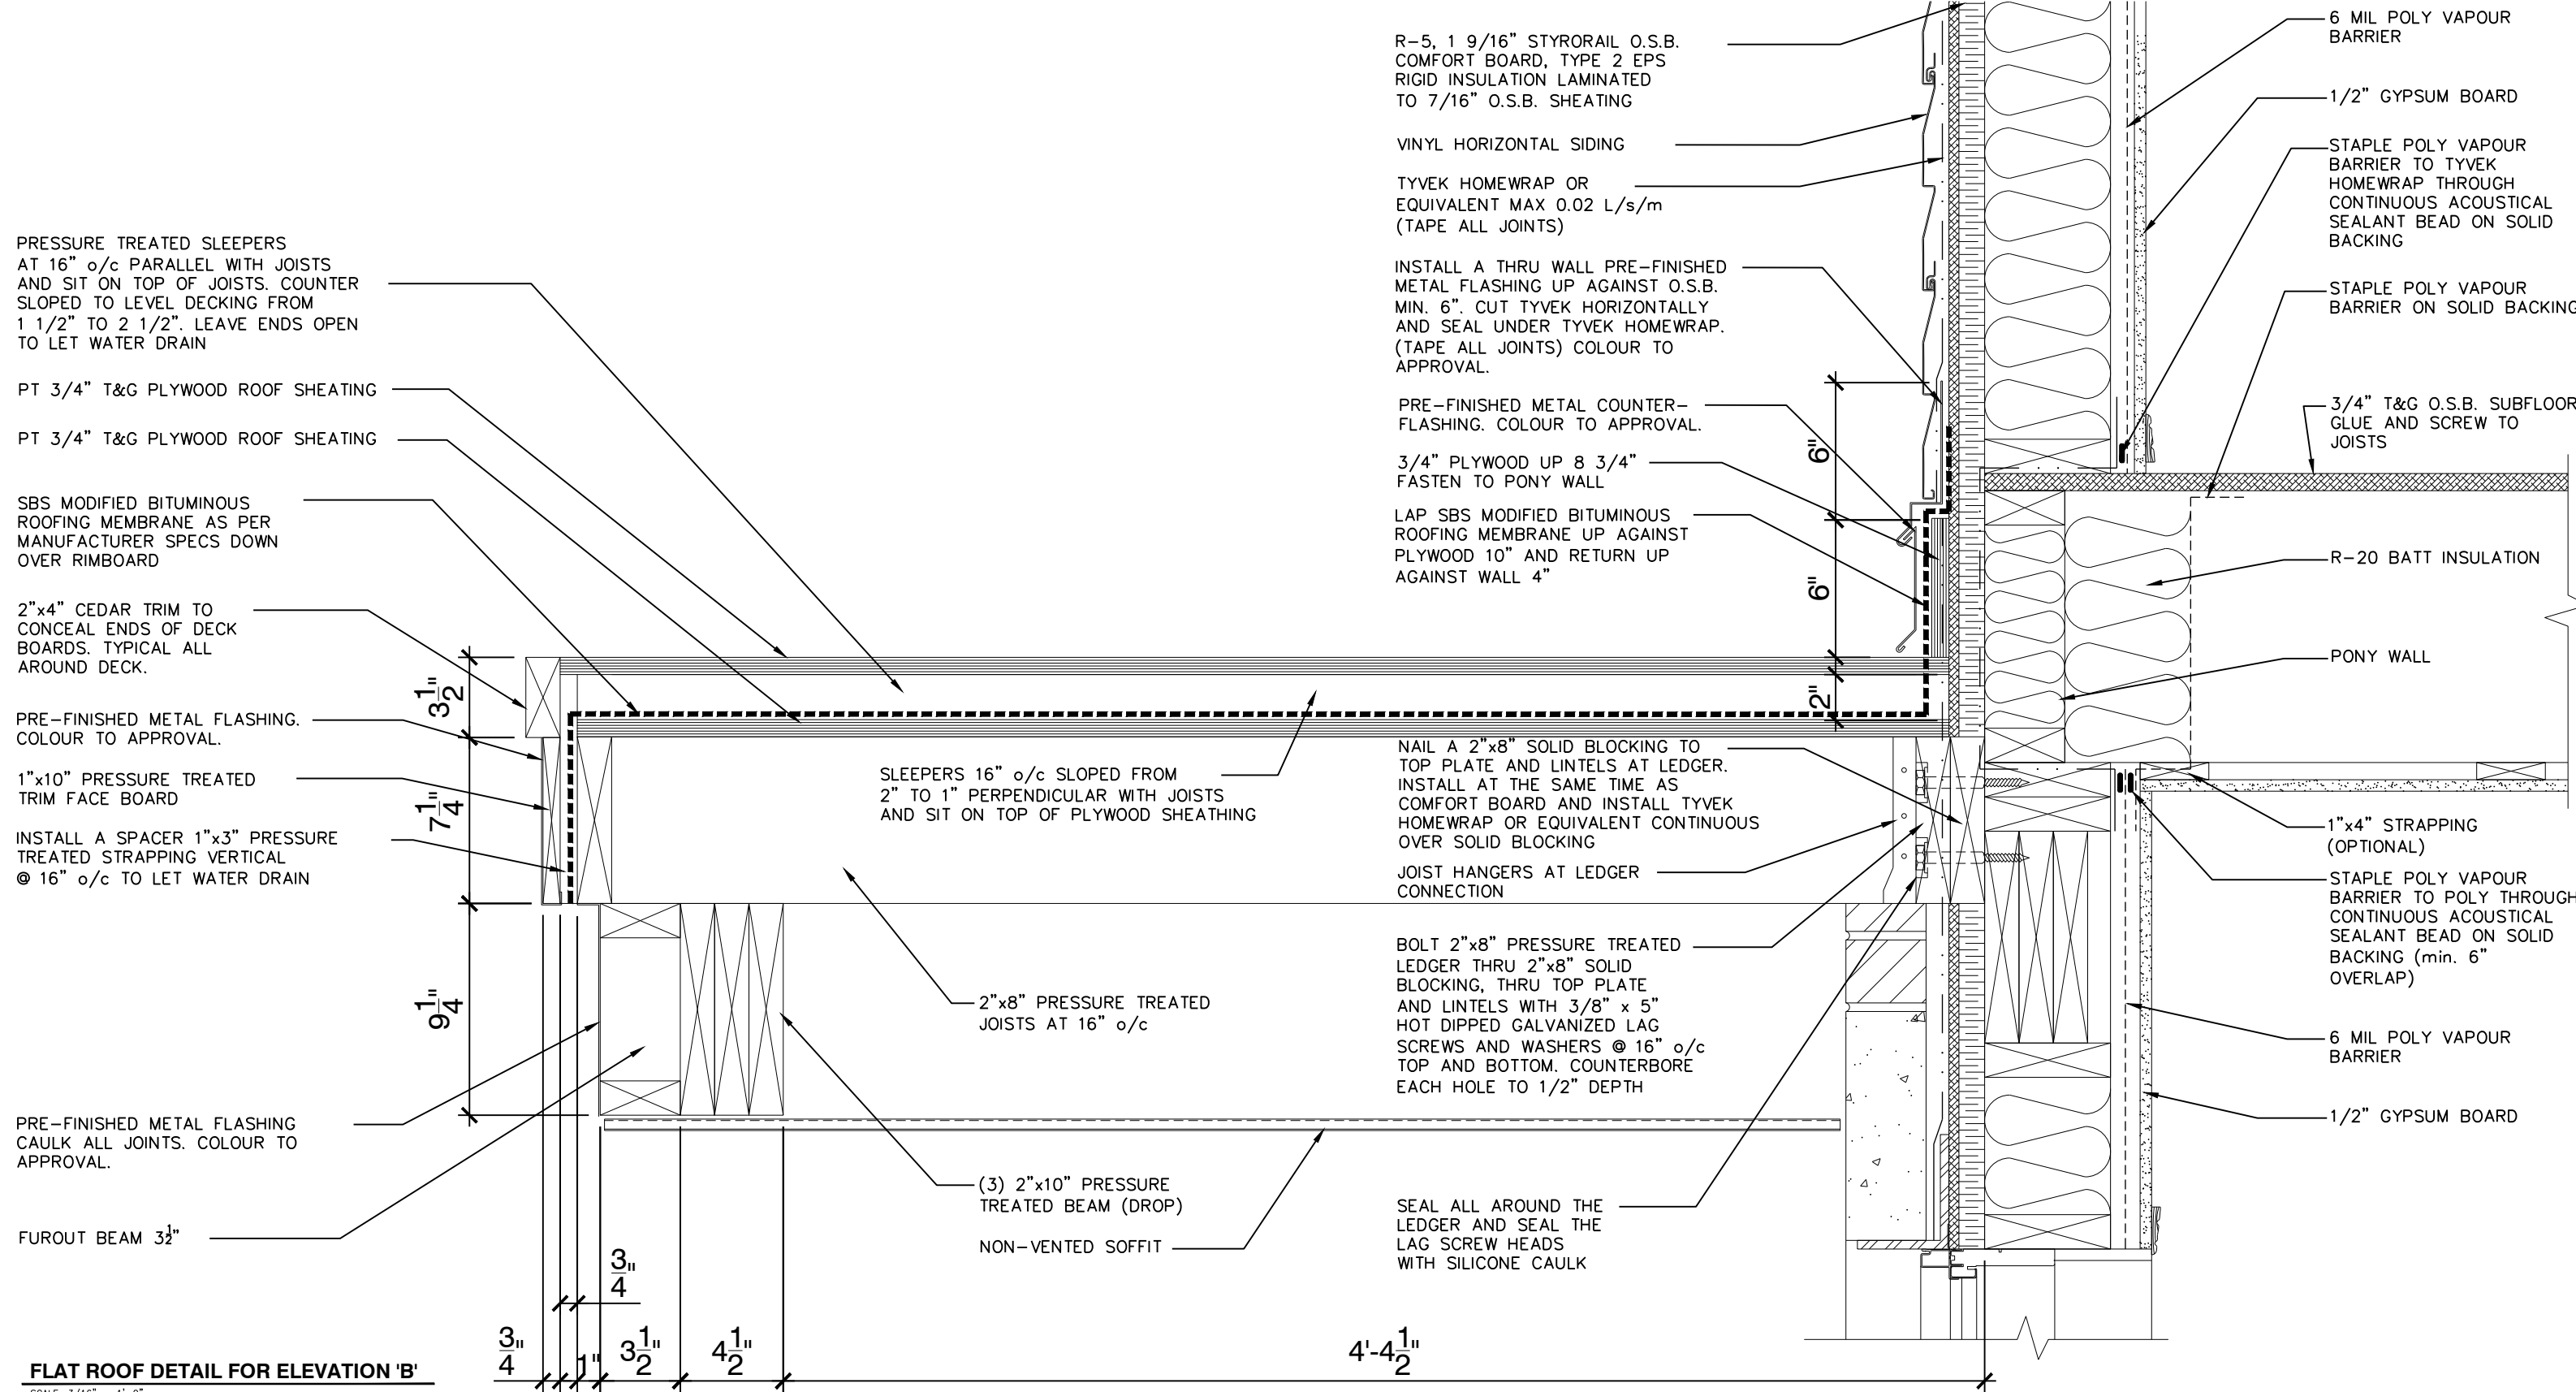 PRESSURE TREATED SLEEPERS
AT 16" o/c PARALLEL WITH JOISTS
AND SIT ON TOP OF JOISTS. COUNTER
SLOPED TO LEVEL DECKING FROM
1 1/2" TO 2 1/2". LEAVE ENDS OPEN
TO LET WATER DRAIN
PT 3/4" T&G PLYWOOD ROOF SHEATING
PT 3/4" T&G PLYWOOD ROOF SHEATING
SBS MODIFIED BITUMINOUS
ROOFING MEMBRANE AS PER
MANUFACTURER SPECS DOWN
OVER RIMBOARD
2"x4" CEDAR TRIM TO
CONCEAL ENDS OF DECK
BOARDS. TYPICAL ALL
AROUND DECK.
PRE-FINISHED METAL FLASHING.
COLOUR TO APPROVAL.
1"x10" PRESSURE TREATED
TRIM FACE BOARD
INSTALL A SPACER 1"x3" PRESSURE
TREATED STRAPPING VERTICAL
@ 16" o/c TO LET WATER DRAIN
PRE-FINISHED METAL FLASHING
CAULK ALL JOINTS. COLOUR TO
APPROVAL.
FUROUT BEAM 3 1/2"
3 1/2"
7 1/4"
9 1/4"
SLEEPERS 16" o/c SLOPED FROM
2" TO 1" PERPENDICULAR WITH JOISTS
AND SIT ON TOP OF PLYWOOD SHEATHING
2"x8" PRESSURE TREATED
JOISTS AT 16" o/c
(3) 2"x10" PRESSURE
TREATED BEAM (DROP)
NON-VENTED SOFFIT
R-5, 1 9/16" STYRORAIL O.S.B.
COMFORT BOARD, TYPE 2 EPS
RIGID INSULATION LAMINATED
TO 7/16" O.S.B. SHEATING
VINYL HORIZONTAL SIDING
TYVEK HOMEWRAP OR
EQUIVALENT MAX 0.02 L/s/m
(TAPE ALL JOINTS)
INSTALL A THRU WALL PRE-FINISHED
METAL FLASHING UP AGAINST O.S.B.
MIN. 6". CUT TYVEK HORIZONTALLY
AND SEAL UNDER TYVEK HOMEWRAP.
(TAPE ALL JOINTS) COLOUR TO
APPROVAL.
PRE-FINISHED METAL COUNTER-
FLASHING. COLOUR TO APPROVAL.
3/4" PLYWOOD UP 8 3/4"
FASTEN TO PONY WALL
LAP SBS MODIFIED BITUMINOUS
ROOFING MEMBRANE UP AGAINST
PLYWOOD 10" AND RETURN UP
AGAINST WALL 4"
6"
6"
2"
NAIL A 2"x8" SOLID BLOCKING TO
TOP PLATE AND LINTELS AT LEDGER.
INSTALL AT THE SAME TIME AS
COMFORT BOARD AND INSTALL TYVEK
HOMEWRAP OR EQUIVALENT CONTINUOUS
OVER SOLID BLOCKING
JOIST HANGERS AT LEDGER
CONNECTION
BOLT 2"x8" PRESSURE TREATED
LEDGER THRU 2"x8" SOLID
BLOCKING, THRU TOP PLATE
AND LINTELS WITH 3/8" x 5"
HOT DIPPED GALVANIZED LAG
SCREWS AND WASHERS @ 16" o/c
TOP AND BOTTOM. COUNTERBORE
EACH HOLE TO 1/2" DEPTH
SEAL ALL AROUND THE
LEDGER AND SEAL THE
LAG SCREW HEADS
WITH SILICONE CAULK
6 MIL POLY VAPOUR
BARRIER
1/2" GYPSUM BOARD
STAPLE POLY VAPOUR
BARRIER TO TYVEK
HOMEWRAP THROUGH
CONTINUOUS ACOUSTICAL
SEALANT BEAD ON SOLID
BACKING
STAPLE POLY VAPOUR
BARRIER ON SOLID BACKING
3/4" T&G O.S.B. SUBFLOOR
GLUE AND SCREW TO
JOISTS
R-20 BATT INSULATION
PONY WALL
1"x4" STRAPPING
(OPTIONAL)
STAPLE POLY VAPOUR
BARRIER TO POLY THROUGH
CONTINUOUS ACOUSTICAL
SEALANT BEAD ON SOLID
BACKING (min. 6"
OVERLAP)
6 MIL POLY VAPOUR
BARRIER
1/2" GYPSUM BOARD
3/4"
3/4"
1"
3 1/2"
4 1/2"
4'-4 1/2"
FLAT ROOF DETAIL FOR ELEVATION 'B'